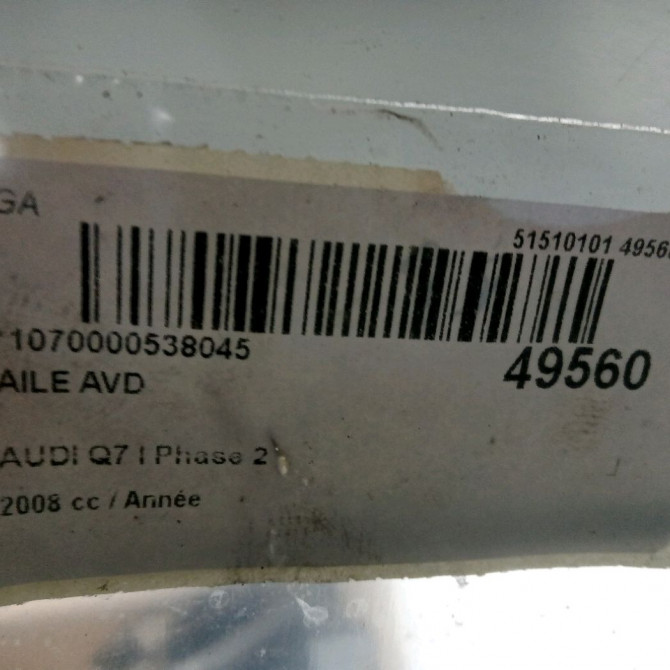 GA
51510101 4956
1070000538045
49560
AILE AVD
AUDI Q7 I Phase 2
2008 cc / Année